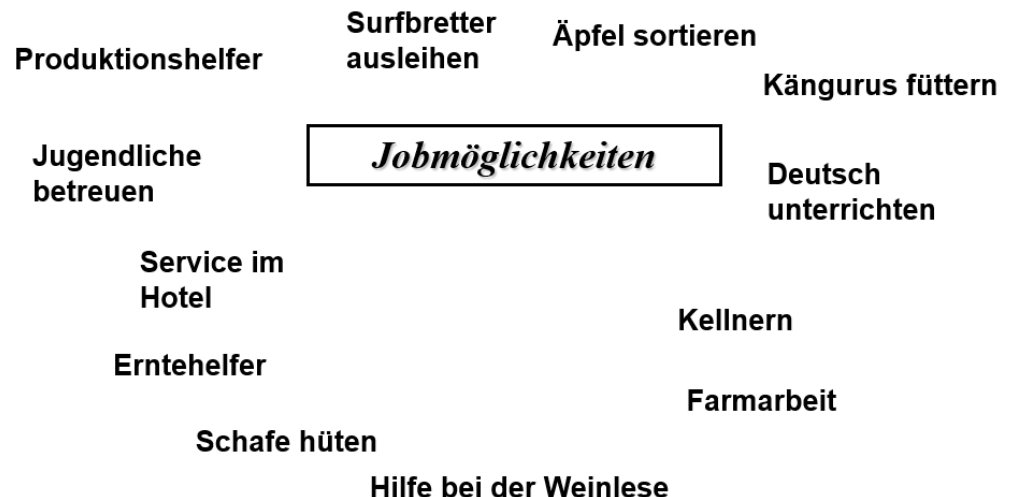 Surfbretter
ausleihen
Äpfel sortieren
Produktionshelfer
Kängurus füttern
Jobmöglichkeiten
Jugendliche
betreuen
Deutsch
unterrichten
Service im
Hotel
Kellnern
Erntehelfer
Farmarbeit
Schafe hüten
Hilfe bei der Weinlese